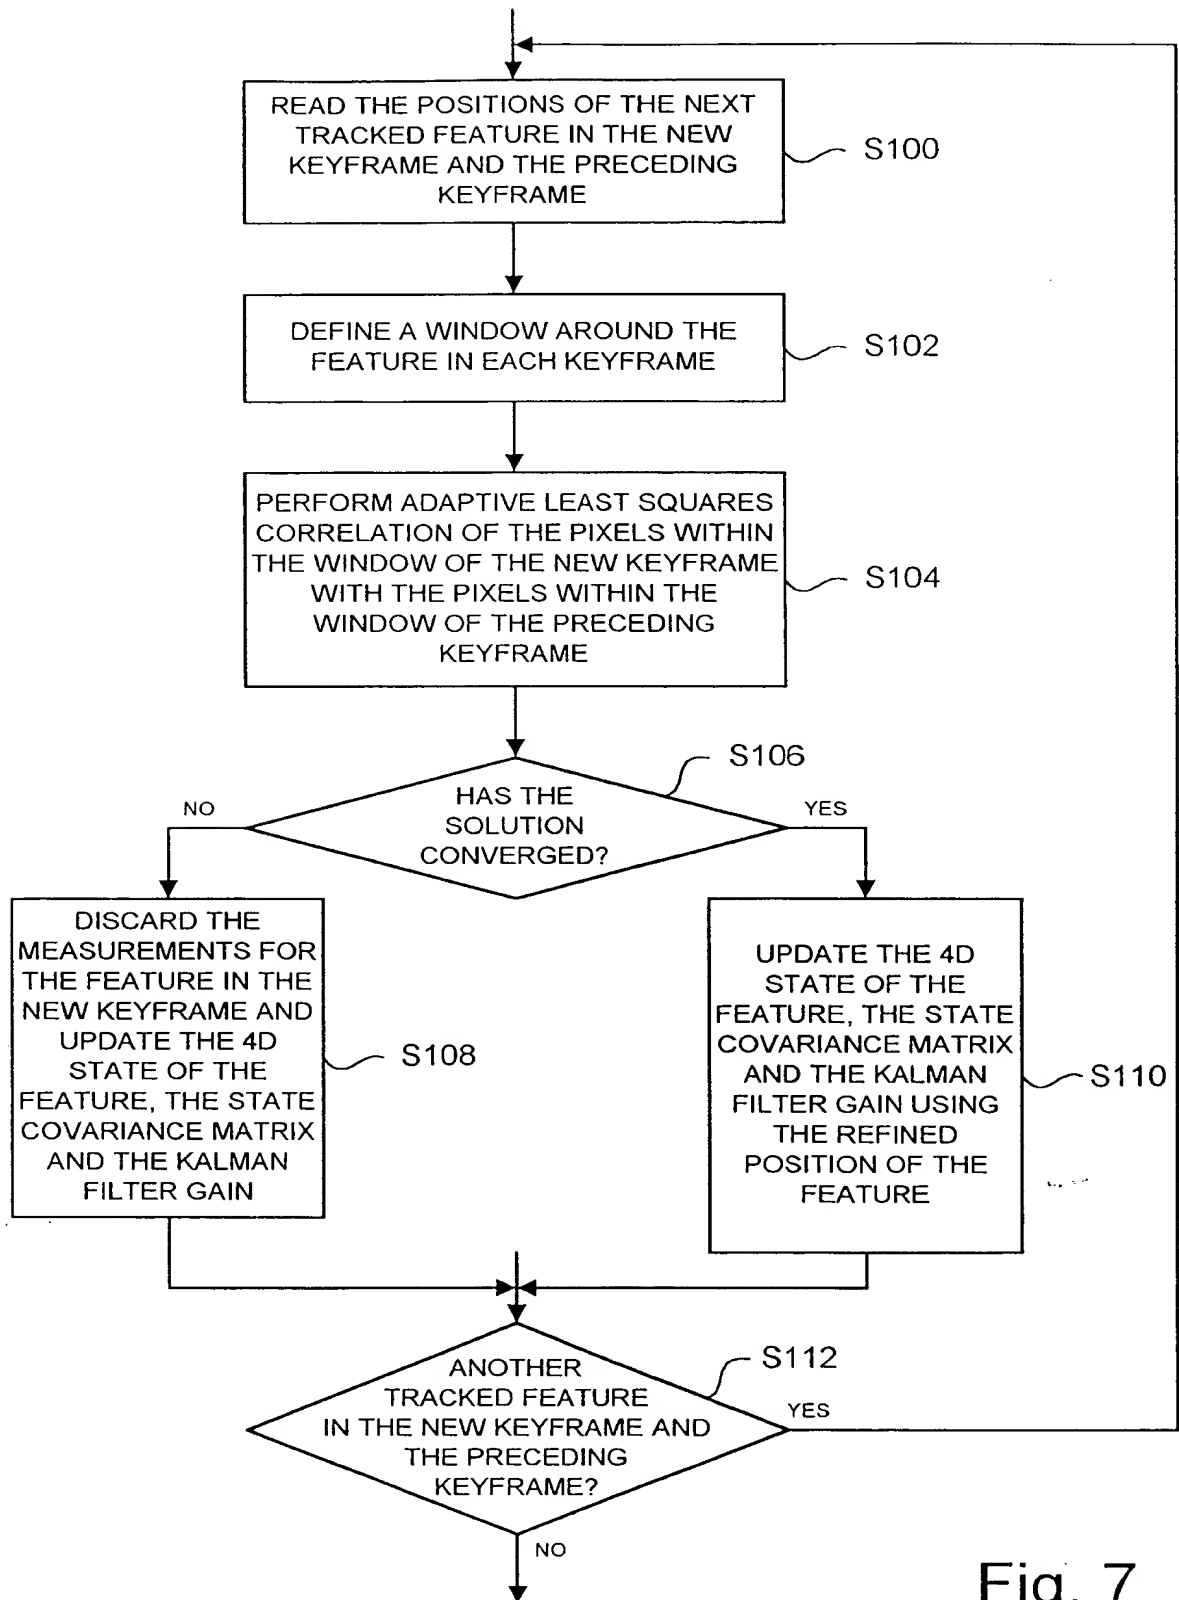 READ THE POSITIONS OF THE NEXT
TRACKED FEATURE IN THE NEW
KEYFRAME AND THE PRECEDING
KEYFRAME
S100
DEFINE A WINDOW AROUND THE
FEATURE IN EACH KEYFRAME
S102
PERFORM ADAPTIVE LEAST SQUARES
CORRELATION OF THE PIXELS WITHIN
THE WINDOW OF THE NEW KEYFRAME
WITH THE PIXELS WITHIN THE
WINDOW OF THE PRECEDING
KEYFRAME
S104
S106
HAS THE
SOLUTION
CONVERGED?
NO
YES
DISCARD THE
MEASUREMENTS FOR
THE FEATURE IN THE
NEW KEYFRAME AND
UPDATE THE 4D
STATE OF THE
FEATURE, THE STATE
COVARIANCE MATRIX
AND THE KALMAN
FILTER GAIN
S108
UPDATE THE 4D
STATE OF THE
FEATURE, THE STATE
COVARIANCE MATRIX
AND THE KALMAN
FILTER GAIN USING
THE REFINED
POSITION OF THE
FEATURE
S110
S112
ANOTHER
TRACKED FEATURE
IN THE NEW KEYFRAME AND
THE PRECEDING
KEYFRAME?
YES
NO
Fig. 7